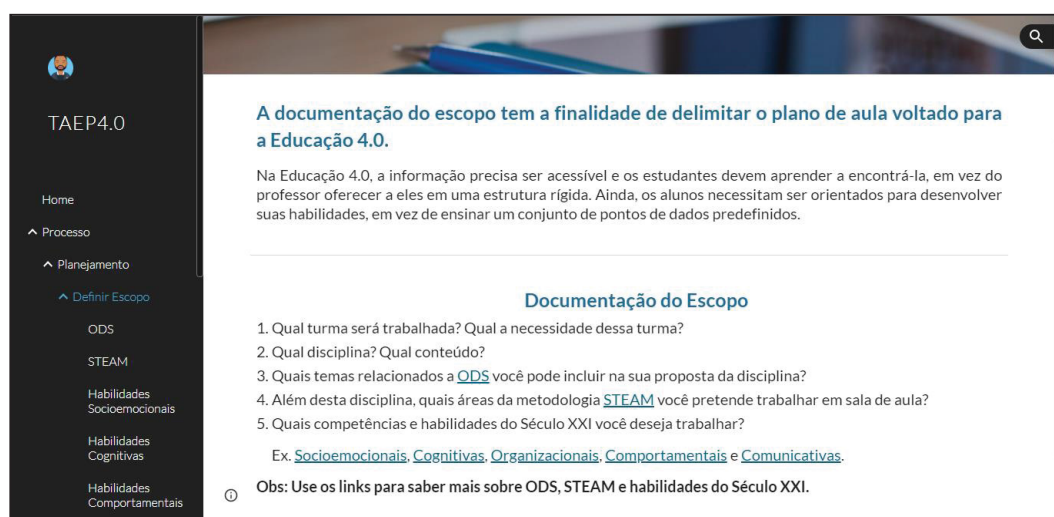 TAEP4.0
Home
Processo
Planejamento
Definir Escopo
ODS
STEAM
Habilidades
Socioemocionais
Habilidades
Cognitivas
Habilidades
Comportamentais
A documentação do escopo tem a finalidade de delimitar o plano de aula voltado para
a Educação 4.0.
Na Educação 4.0, a informação precisa ser acessível e os estudantes devem aprender a encontrá-la, em vez do
professor oferecer a eles em uma estrutura rígida. Ainda, os alunos necessitam ser orientados para desenvolver
suas habilidades, em vez de ensinar um conjunto de pontos de dados predefinidos.
Documentação do Escopo
1. Qual turma será trabalhada? Qual a necessidade dessa turma?
2. Qual disciplina? Qual conteúdo?
3. Quais temas relacionados a ODS você pode incluir na sua proposta da disciplina?
4. Além desta disciplina, quais áreas da metodologia STEAM você pretende trabalhar em sala de aula?
5. Quais competências e habilidades do Século XXI você deseja trabalhar?
Ex. Socioemocionais, Cognitivas, Organizacionais, Comportamentais e Comunicativas.
Obs: Use os links para saber mais sobre ODS, STEAM e habilidades do Século XXI.